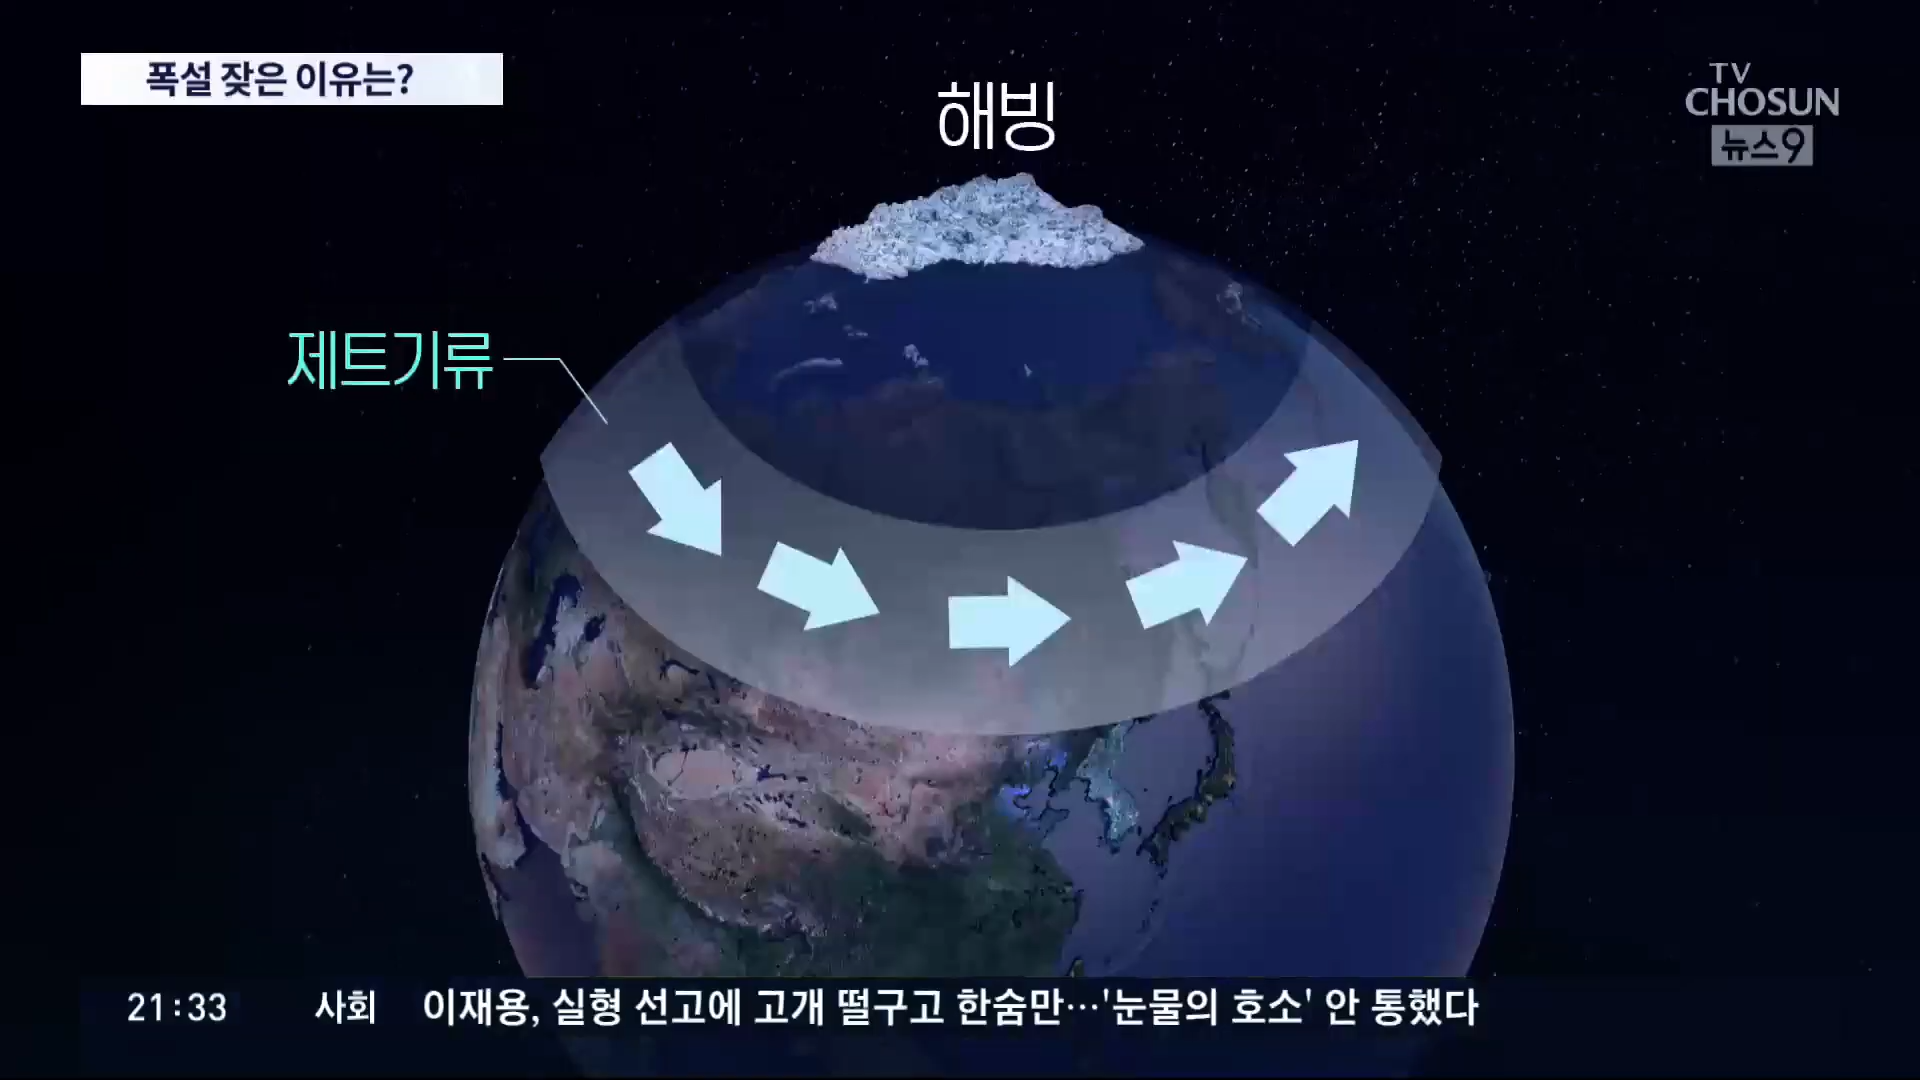 폭설 잦은 이유는?
TV
CHOSUN
뉴스9
해빙
제트기류
21:33 사회 이재용, 실형 선고에 고개 떨구고 한숨만…'눈물의 호소' 안 통했다